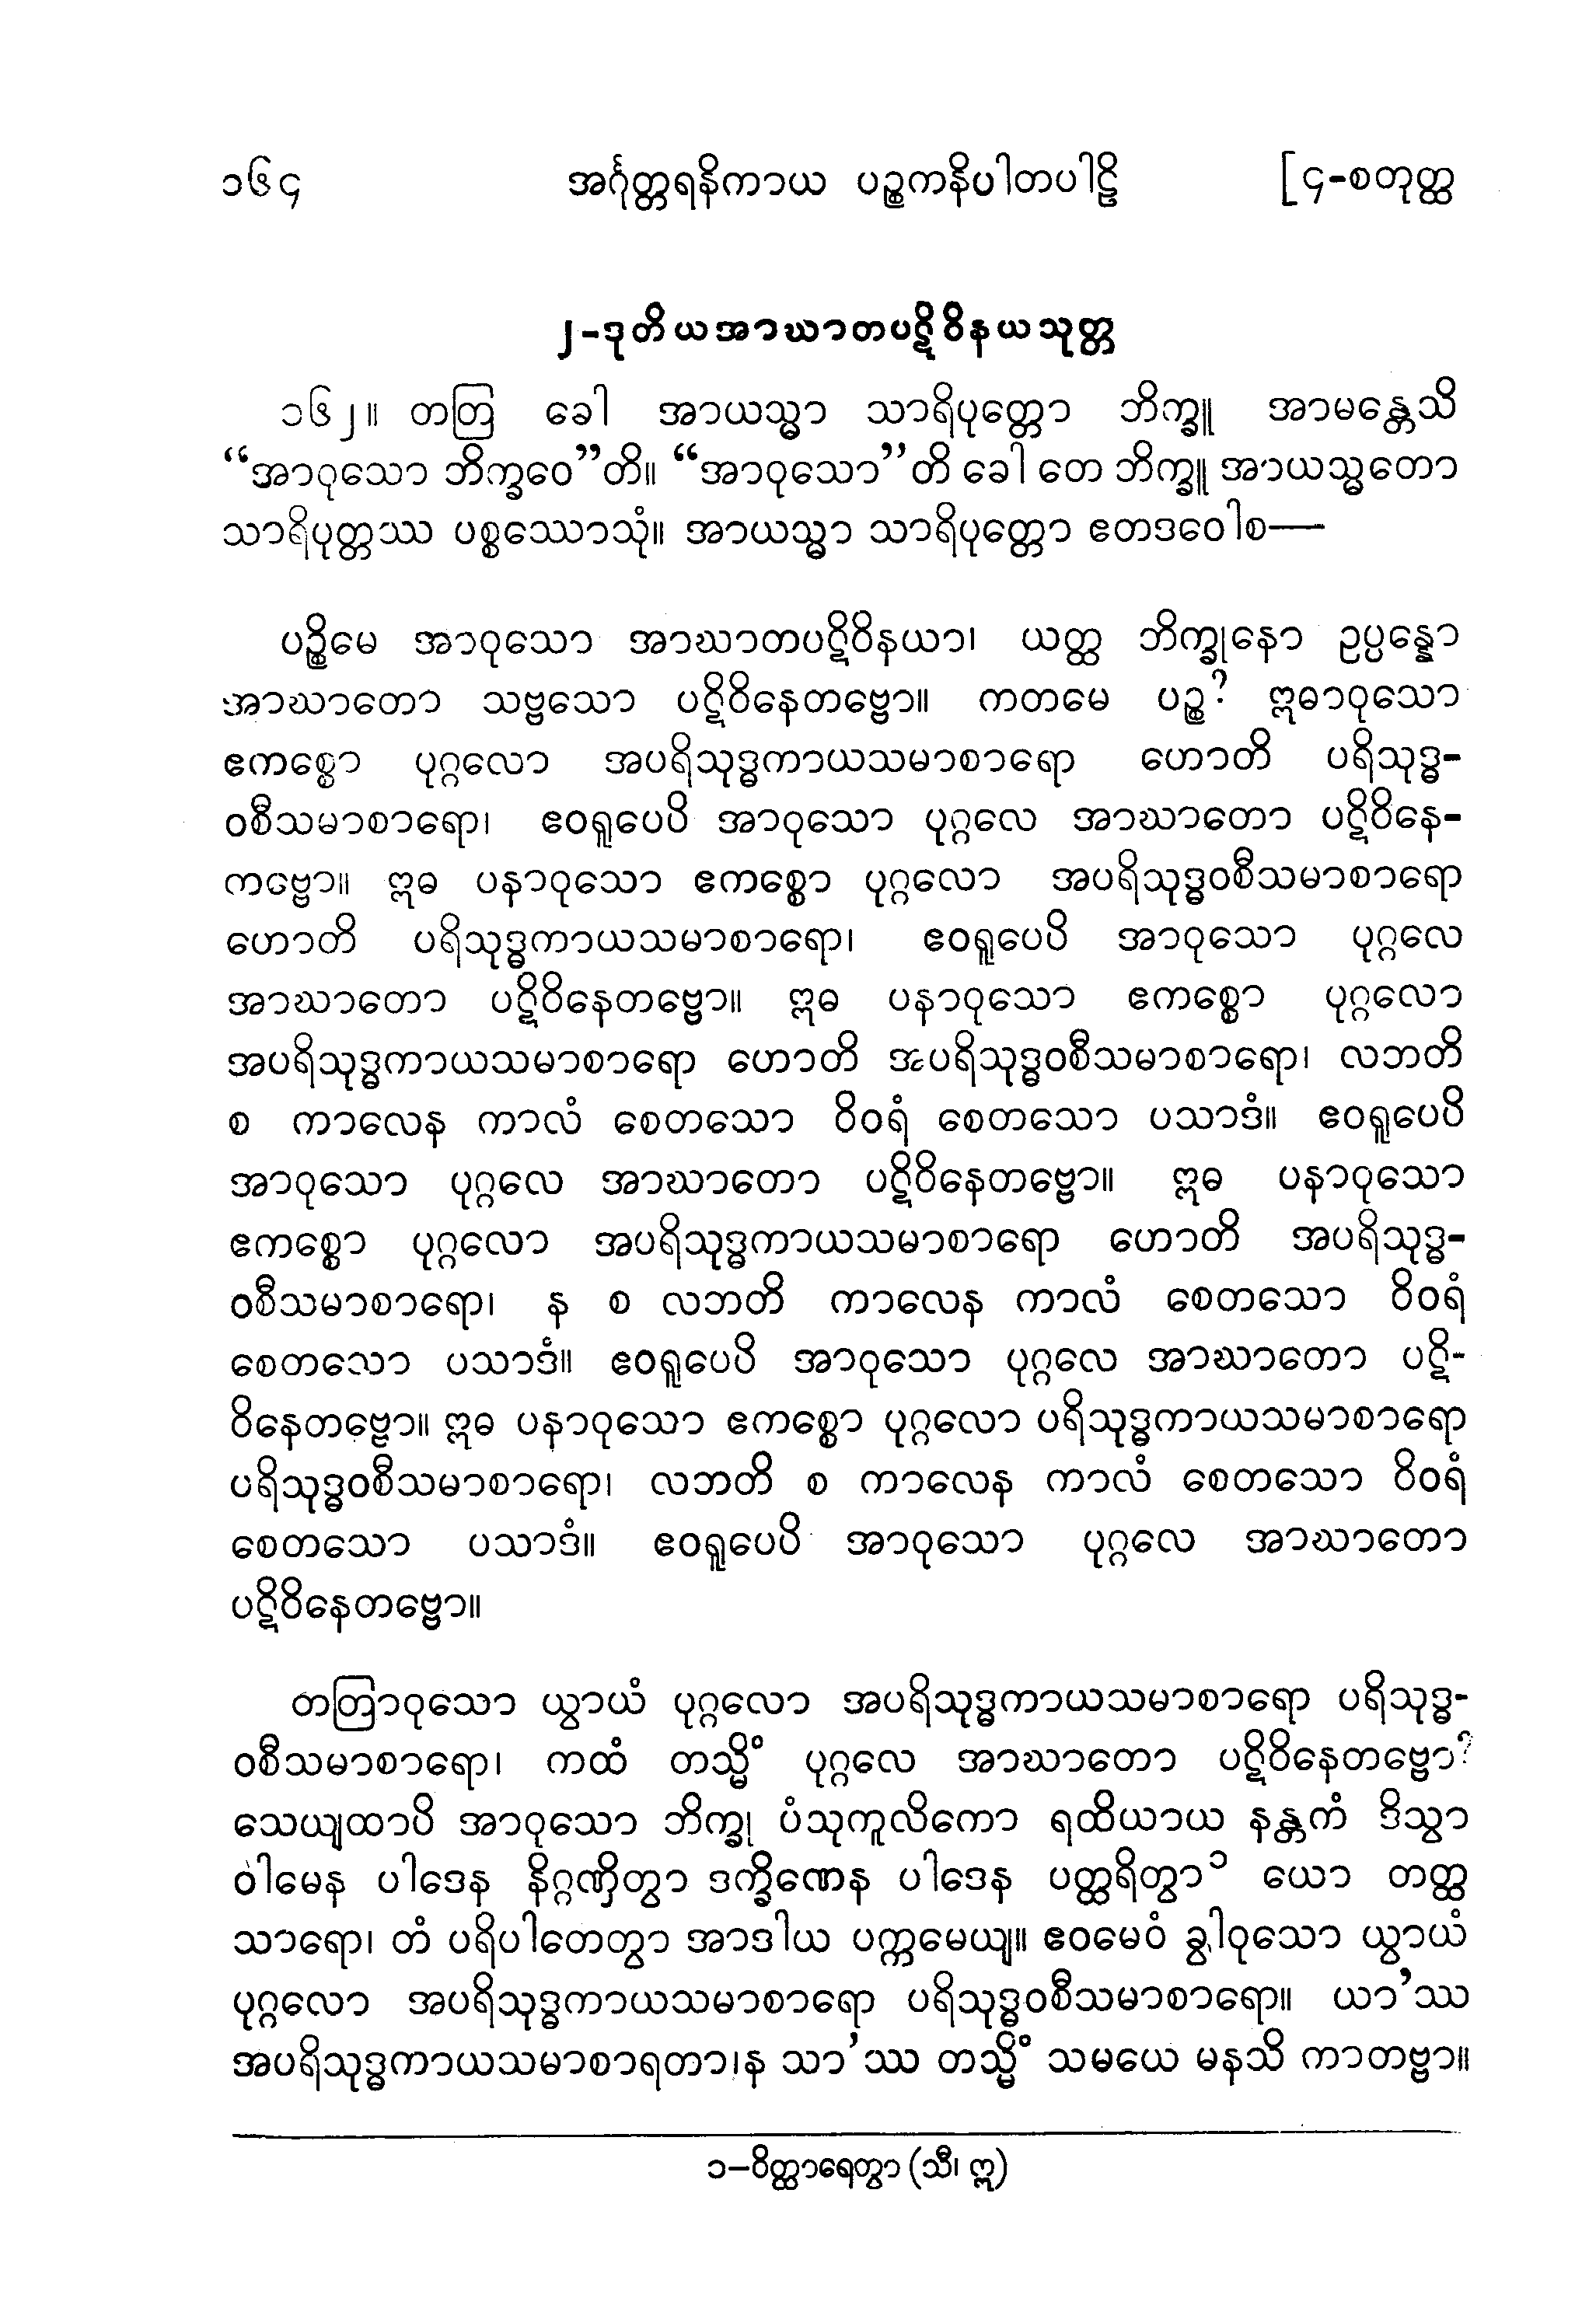 ၁၆၄ အင်္ဂုတ္တရနိကာယ ပဉ္စကနိပါတပါဠိ [၄-စတုတ္ထ
၂-ဒုတိယအာဃာတပဋိဝိနယသုတ္တ
၁၆၂။ တတြ ခေါ အာယသ္မာ သာရိပုတ္တော ဘိက္ခူ အာမန္တေသိ
“အာဝုသော ဘိက္ခဝေ”တိ။ “အာဝုသော”တိ ခေါ တေ ဘိက္ခူ အာယသ္မတော
သာရိပုတ္တဿ ပစ္စဿောသုံ။ အာယသ္မာ သာရိပုတ္တော ဧတဒဝေါစ—
ပဉ္စိမေ အာဝုသော အာဃာတပဋိဝိနယာ၊ ယတ္ထ ဘိက္ခုနော ဥပ္ပန္နော
အာဃာတော သဗ္ဗသော ပဋိဝိနေတဗ္ဗော။ ကတမေ ပဉ္စ? ဣဓာဝုသော
ဧကစ္စော ပုဂ္ဂလော အပရိသုဒ္ဓကာယသမာစာရော ဟောတိ ပရိသုဒ္ဓ-
ဝစီသမာစာရော၊ ဧဝရူပေပိ အာဝုသော ပုဂ္ဂလေ အာဃာတော ပဋိဝိနေ-
ကဗ္ဗော။ ဣဓ ပနာဝုသော ဧကစ္စော ပုဂ္ဂလော အပရိသုဒ္ဓဝစီသမာစာရော
ဟောတိ ပရိသုဒ္ဓကာယသမာစာရော၊ ဧဝရူပေပိ အာဝုသော ပုဂ္ဂလေ
အာဃာတော ပဋိဝိနေတဗ္ဗော။ ဣဓ ပနာဝုသော ဧကစ္စော ပုဂ္ဂလော
အပရိသုဒ္ဓကာယသမာစာရော ဟောတိ အပရိသုဒ္ဓဝစီသမာစာရော၊ လဘတိ
စ ကာလေန ကာလံ စေတသော ဝိဝရံ စေတသော ပသာဒံ။ ဧဝရူပေပိ
အာဝုသော ပုဂ္ဂလေ အာဃာတော ပဋိဝိနေတဗ္ဗော။ ဣဓ ပနာဝုသော
ဧကစ္စော ပုဂ္ဂလော အပရိသုဒ္ဓကာယသမာစာရော ဟောတိ အပရိသုဒ္ဓ-
ဝစီသမာစာရော၊ န စ လဘတိ ကာလေန ကာလံ စေတသော ဝိဝရံ
စေတသော ပသာဒံ။ ဧဝရူပေပိ အာဝုသော ပုဂ္ဂလေ အာဃာတော ပဋိ-
ဝိနေတဗ္ဗော။ ဣဓ ပနာဝုသော ဧကစ္စော ပုဂ္ဂလော ပရိသုဒ္ဓကာယသမာစာရော
ပရိသုဒ္ဓဝစီသမာစာရော၊ လဘတိ စ ကာလေန ကာလံ စေတသော ဝိဝရံ
စေတသော ပသာဒံ။ ဧဝရူပေပိ အာဝုသော ပုဂ္ဂလေ အာဃာတော
ပဋိဝိနေတဗ္ဗော။
တတြာဝုသော ယွာယံ ပုဂ္ဂလော အပရိသုဒ္ဓကာယသမာစာရော ပရိသုဒ္ဓ-
ဝစီသမာစာရော၊ ကထံ တသ္မိံ ပုဂ္ဂလေ အာဃာတော ပဋိဝိနေတဗ္ဗော?
သေယျထာပိ အာဝုသော ဘိက္ခု ပံသုကူလိကော ရထိယာယ နန္တကံ ဒိသွာ
ဝါမေန ပါဒေန နိဂ္ဂဏှိတွာ ဒက္ခိဏေန ပါဒေန ပတ္ထရိတွာ၁ ယော တတ္ထ
သာရော၊ တံ ပရိပါတေတွာ အာဒါယ ပက္ကမေယျ။ ဧဝမေဝံ ခွါဝုသော ယွာယံ
ပုဂ္ဂလော အပရိသုဒ္ဓကာယသမာစာရော ပရိသုဒ္ဓဝစီသမာစာရော။ ယာ’ဿ
အပရိသုဒ္ဓကာယသမာစာရတာ၊န သာ’ဿ တသ္မိံ သမယေ မနသိ ကာတဗ္ဗာ။
၁–ဝိတ္ထာရေတွာ (သီ၊ ဣ)